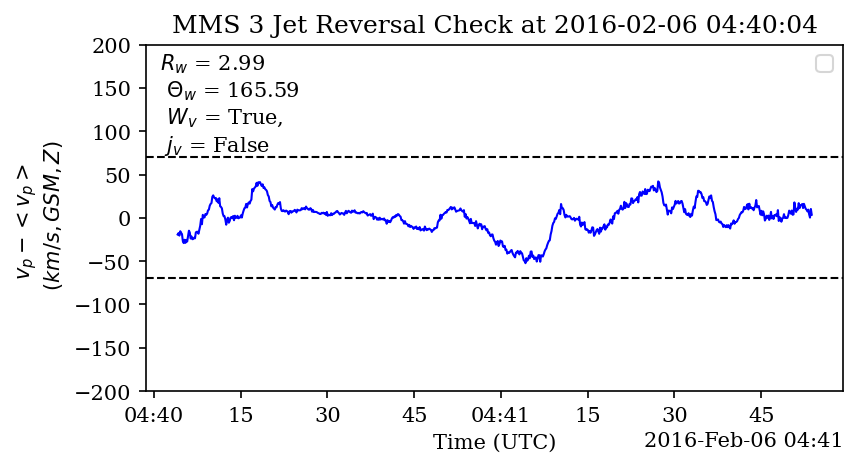 MMS 3 Jet Reversal Check at 2016-02-06 04:40:04
R_w = 2.99
Θ_w = 165.59
W_v = True,
j_v = False
v_p − <v_p>
(km/s, GSM, Z)
200
150
100
50
0
−50
−100
−150
−200
04:40 15 30 45 04:41 15 30 45
Time (UTC)
2016-Feb-06 04:41